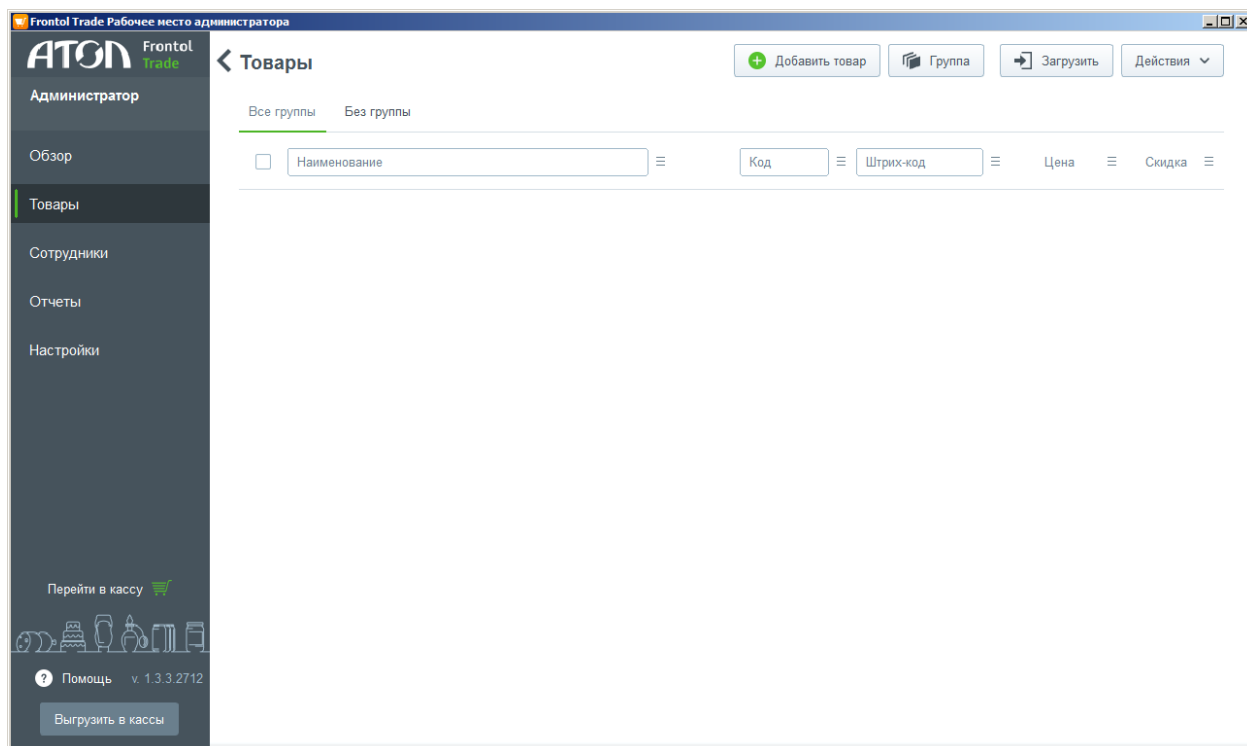 Frontol Trade Рабочее место администратора
АТОЛ Frontol Trade
Администратор
Обзор
Товары
Сотрудники
Отчеты
Настройки
Перейти в кассу
? Помощь v. 1.3.3.2712
Выгрузить в кассы
Товары
Добавить товар Группа Загрузить Действия
Все группы Без группы
Наименование Код Штрих-код Цена Скидка